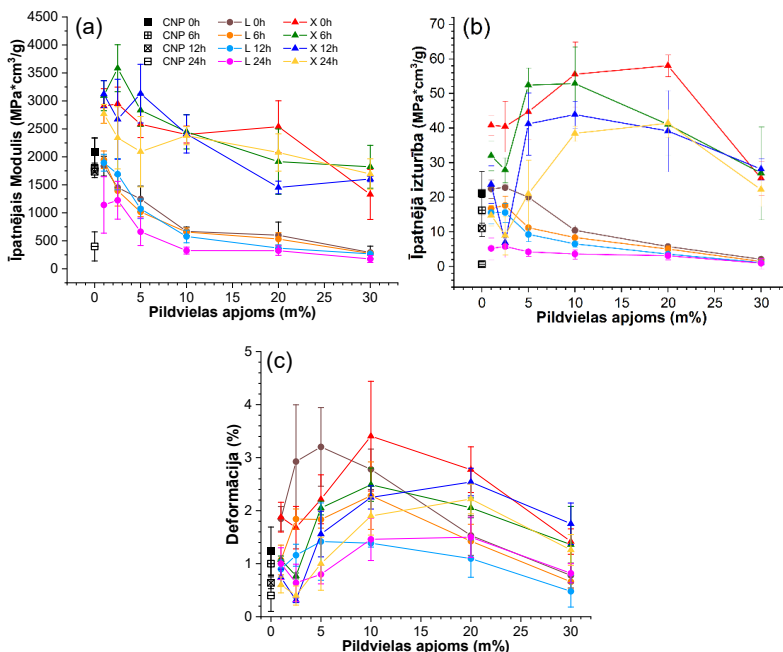 (a)
CNP 0h L 0h X 0h
CNP 6h L 6h X 6h
CNP 12h L 12h X 12h
CNP 24h L 24h X 24h
Īpatnējais Modulis (MPa*cm³/g)
4500
4000
3500
3000
2500
2000
1500
1000
500
0
0 5 10 15 20 25 30
Pildvielas apjoms (m%)
(b)
Īpatnējā izturība (MPa*cm³/g)
70
60
50
40
30
20
10
0
0 5 10 15 20 25 30
Pildvielas apjoms (m%)
(c)
Deformācija (%)
5
4
3
2
1
0
0 5 10 15 20 25 30
Pildvielas apjoms (m%)